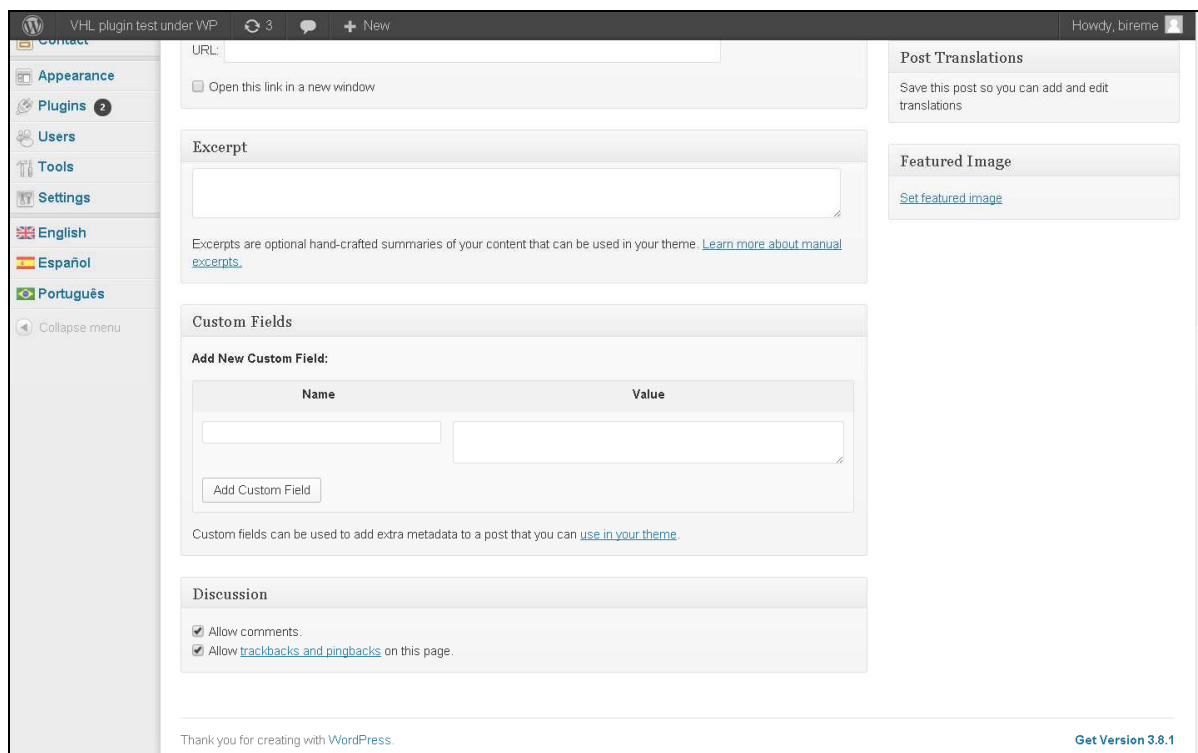 VHL plugin test under WP 3 New Howdy, bireme
Contact
Appearance
Plugins 2
Users
Tools
Settings
English
Español
Português
Collapse menu
URL:
Open this link in a new window
Excerpt
Excerpts are optional hand-crafted summaries of your content that can be used in your theme. Learn more about manual
excerpts.
Custom Fields
Add New Custom Field:
Name Value
Add Custom Field
Custom fields can be used to add extra metadata to a post that you can use in your theme.
Discussion
Allow comments.
Allow trackbacks and pingbacks on this page.
Post Translations
Save this post so you can add and edit
translations
Featured Image
Set featured image
Thank you for creating with WordPress. Get Version 3.8.1